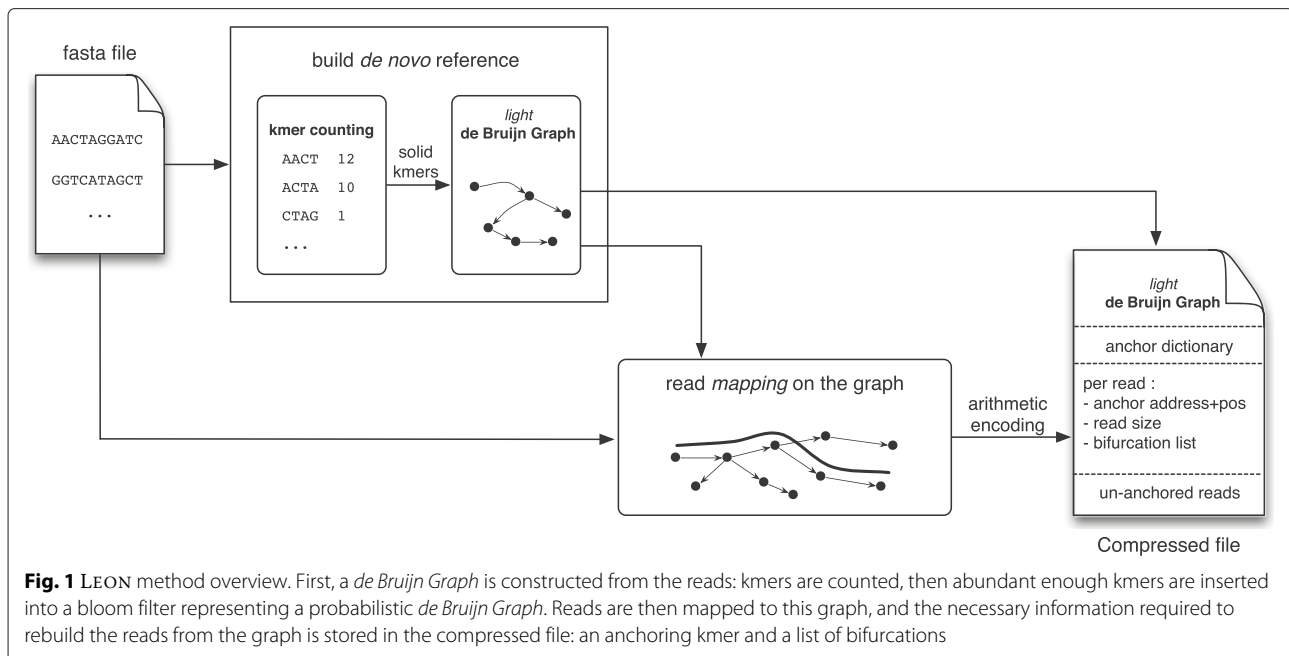 fasta file
AACTAGGATC
GGTCATAGCT
...
build de novo reference
kmer counting
AACT 12
ACTA 10
CTAG 1
...
solid
kmers
light
de Bruijn Graph
read mapping on the graph
arithmetic
encoding
light
de Bruijn Graph
anchor dictionary
per read :
- anchor address+pos
- read size
- bifurcation list
un-anchored reads
Compressed file
Fig. 1 LEON method overview. First, a de Bruijn Graph is constructed from the reads: kmers are counted, then abundant enough kmers are inserted
into a bloom filter representing a probabilistic de Bruijn Graph. Reads are then mapped to this graph, and the necessary information required to
rebuild the reads from the graph is stored in the compressed file: an anchoring kmer and a list of bifurcations